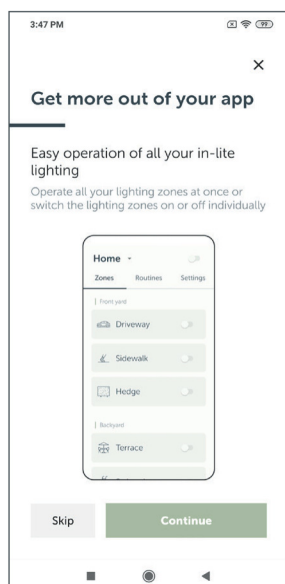 3:47 PM
99
Get more out of your app
Easy operation of all your in-lite
lighting
Operate all your lighting zones at once or
switch the lighting zones on or off individually
Home
Zones Routines Settings
Front yard
Driveway
Sidewalk
Hedge
Backyard
Terrace
Skip Continue